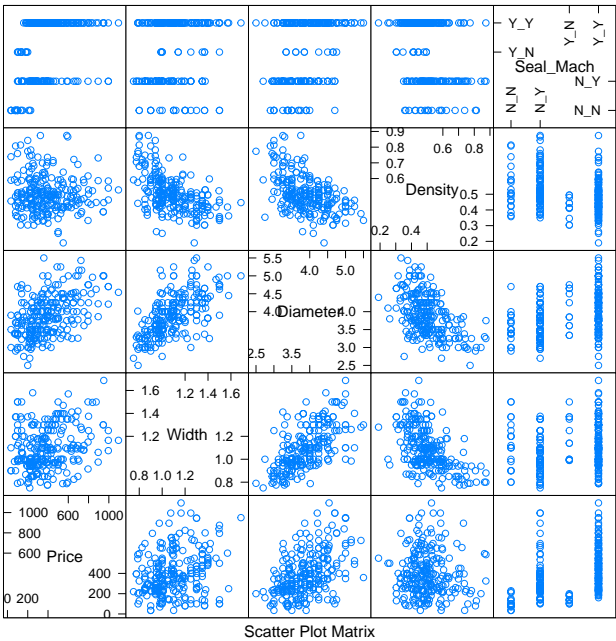 Y_Y
Y_N
Y_N
Y_Y
Seal_Mach
N_N
N_Y
N_Y
N_N
0.9
0.8
0.7
0.6
0.6 0.8
Density
0.5
0.4
0.3
0.2
0.2 0.4
5.5
5.0
4.5
4.0
4.0 5.0
Diameter
4.0
3.5
3.0
2.5
2.5 3.5
1.6
1.4
1.2
1.2 1.4 1.6
Width
1.2
1.0
0.8
0.8 1.0 1.2
1000
800
600
600 1000
Price
400
200
0
0 200
Scatter Plot Matrix